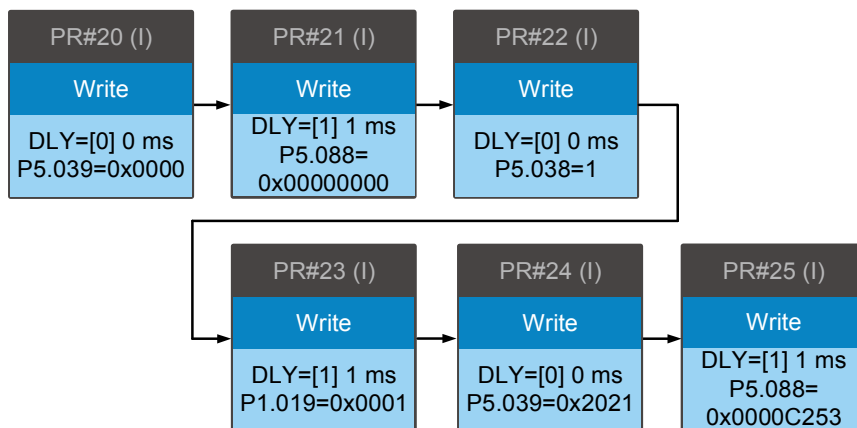 PR#20 (I)
Write
DLY=[0] 0 ms
P5.039=0x0000
PR#21 (I)
Write
DLY=[1] 1 ms
P5.088=
0x00000000
PR#22 (I)
Write
DLY=[0] 0 ms
P5.038=1
PR#23 (I)
Write
DLY=[1] 1 ms
P1.019=0x0001
PR#24 (I)
Write
DLY=[0] 0 ms
P5.039=0x2021
PR#25 (I)
Write
DLY=[1] 1 ms
P5.088=
0x0000C253